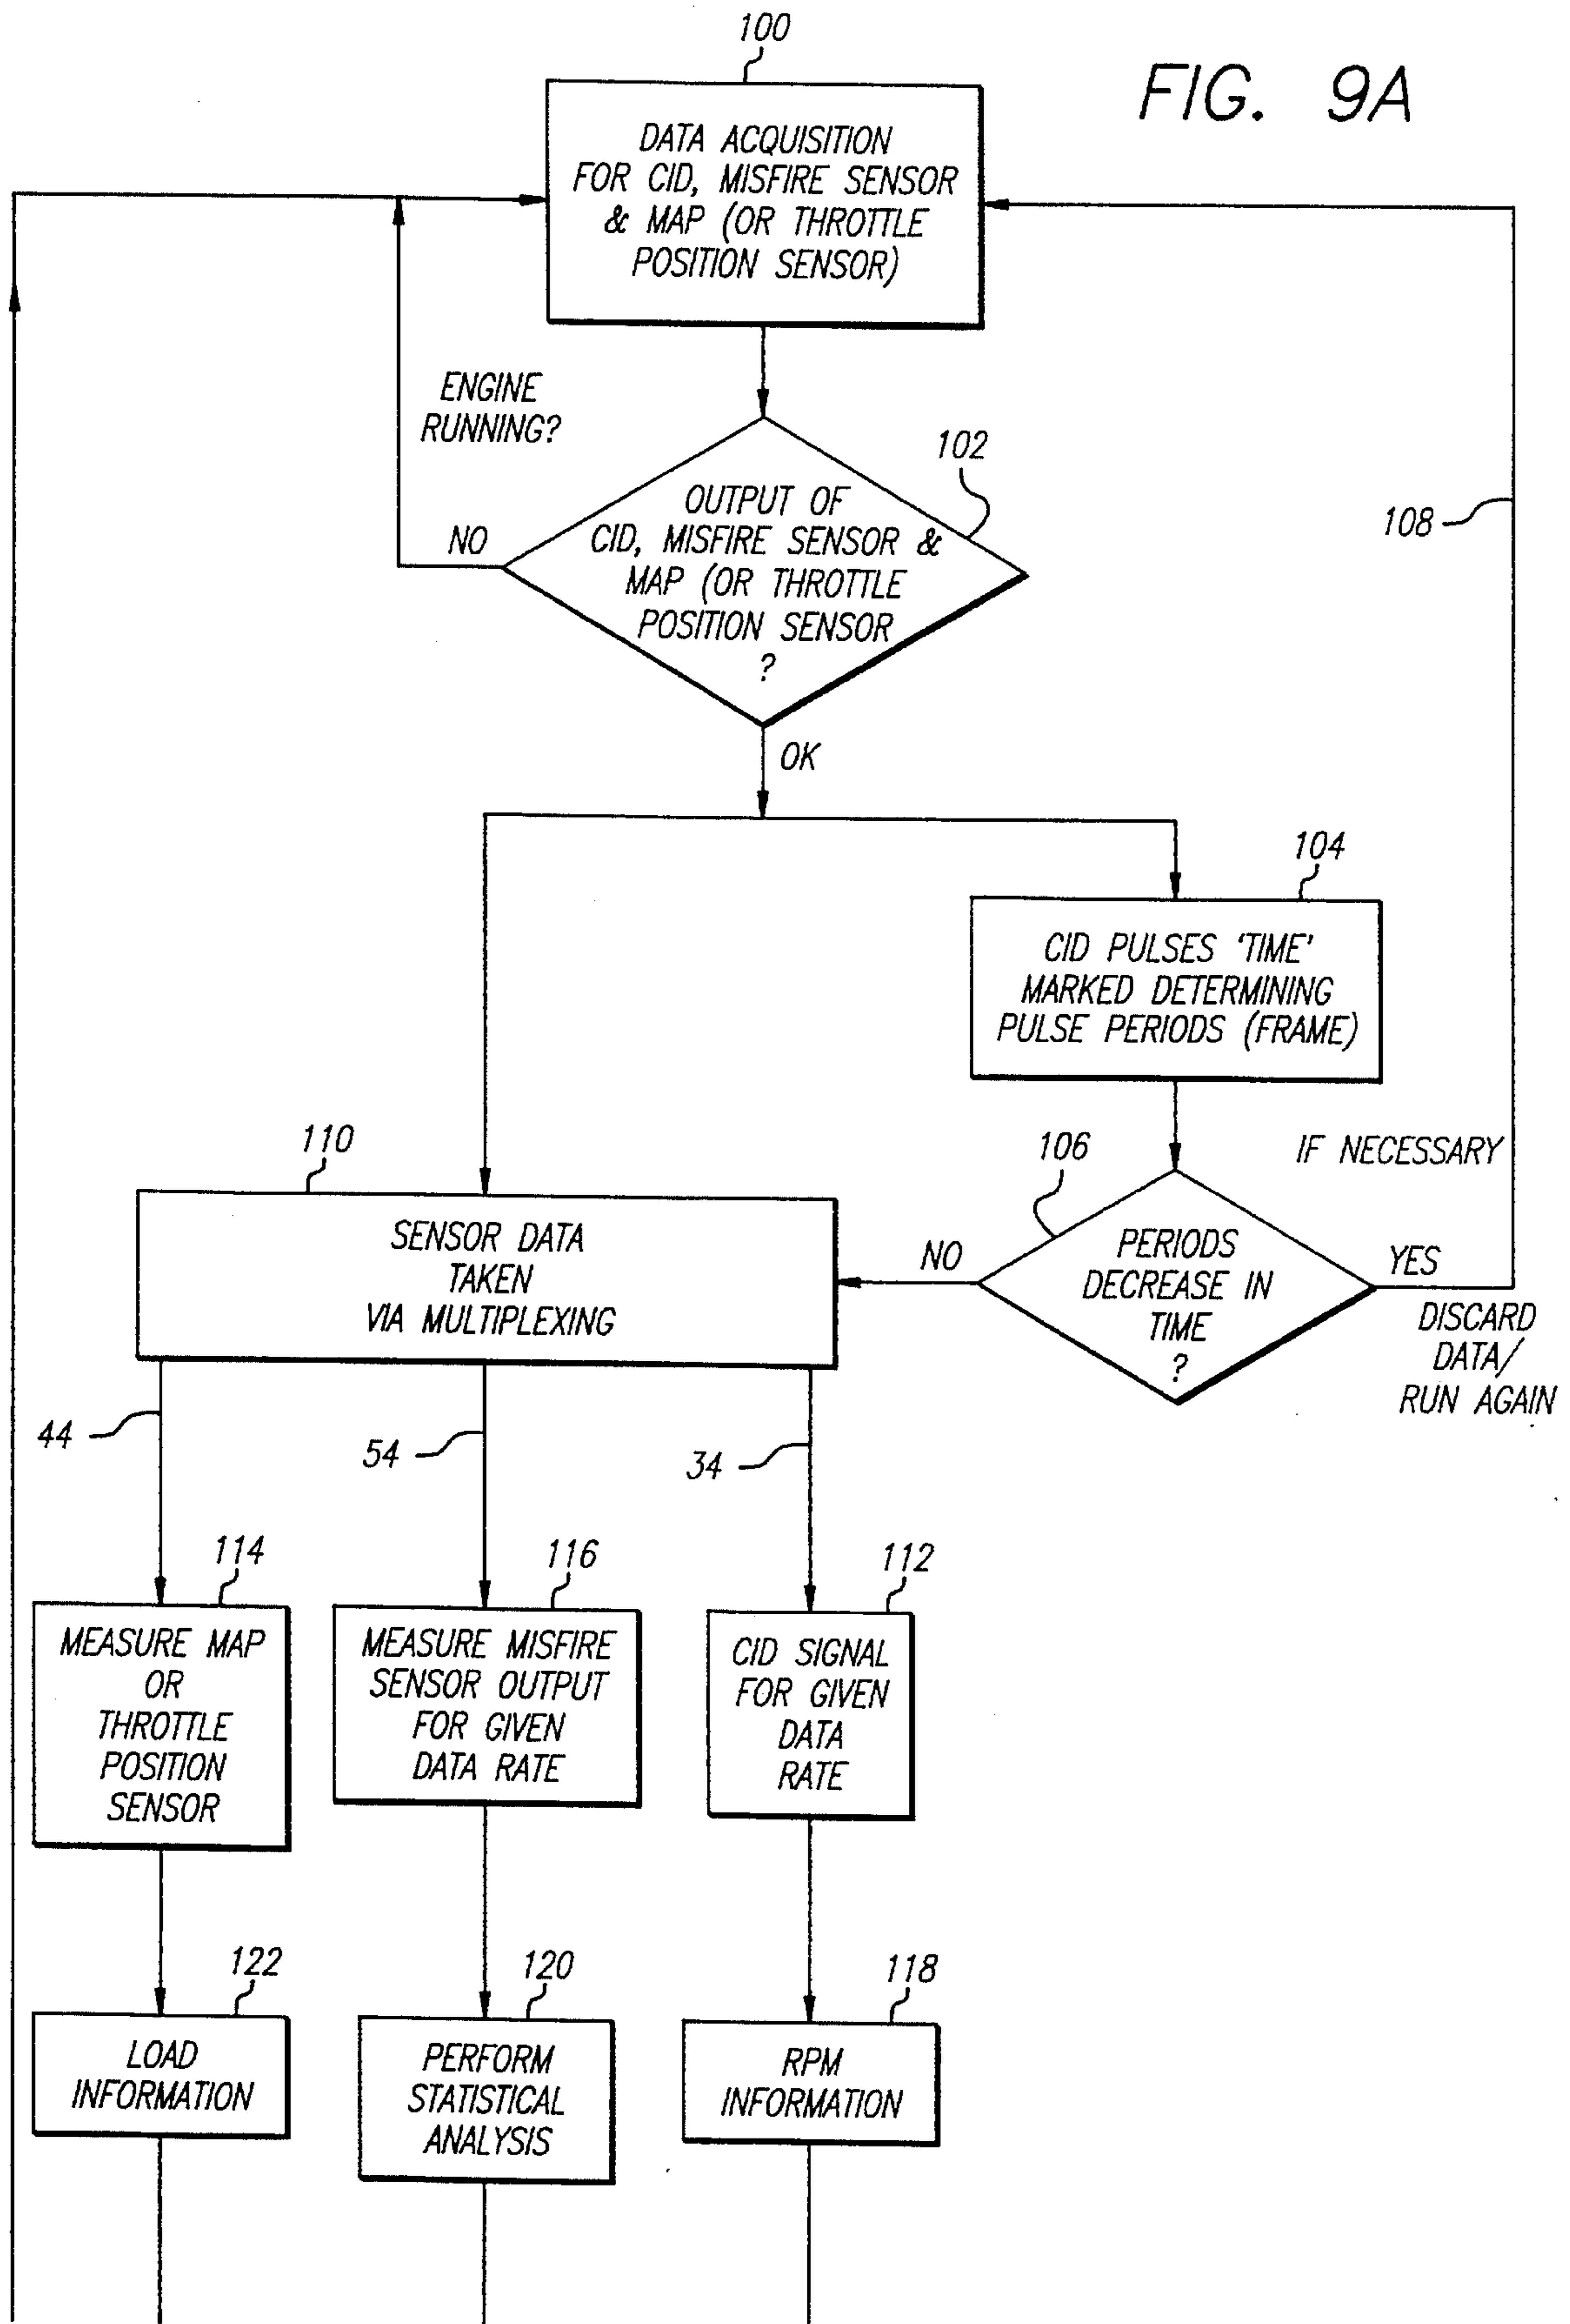 100
FIG. 9A
DATA ACQUISITION
FOR CID, MISFIRE SENSOR
& MAP (OR THROTTLE
POSITION SENSOR)
ENGINE
RUNNING?
102
OUTPUT OF
CID, MISFIRE SENSOR &
MAP (OR THROTTLE
POSITION SENSOR
?
NO
108
OK
104
CID PULSES 'TIME'
MARKED DETERMINING
PULSE PERIODS (FRAME)
110
106
IF NECESSARY
SENSOR DATA
TAKEN
VIA MULTIPLEXING
NO
PERIODS
DECREASE IN
TIME
?
YES
DISCARD
DATA/
RUN AGAIN
44
54
34
114
116
112
MEASURE MAP
OR
THROTTLE
POSITION
SENSOR
MEASURE MISFIRE
SENSOR OUTPUT
FOR GIVEN
DATA RATE
CID SIGNAL
FOR GIVEN
DATA
RATE
122
120
118
LOAD
INFORMATION
PERFORM
STATISTICAL
ANALYSIS
RPM
INFORMATION